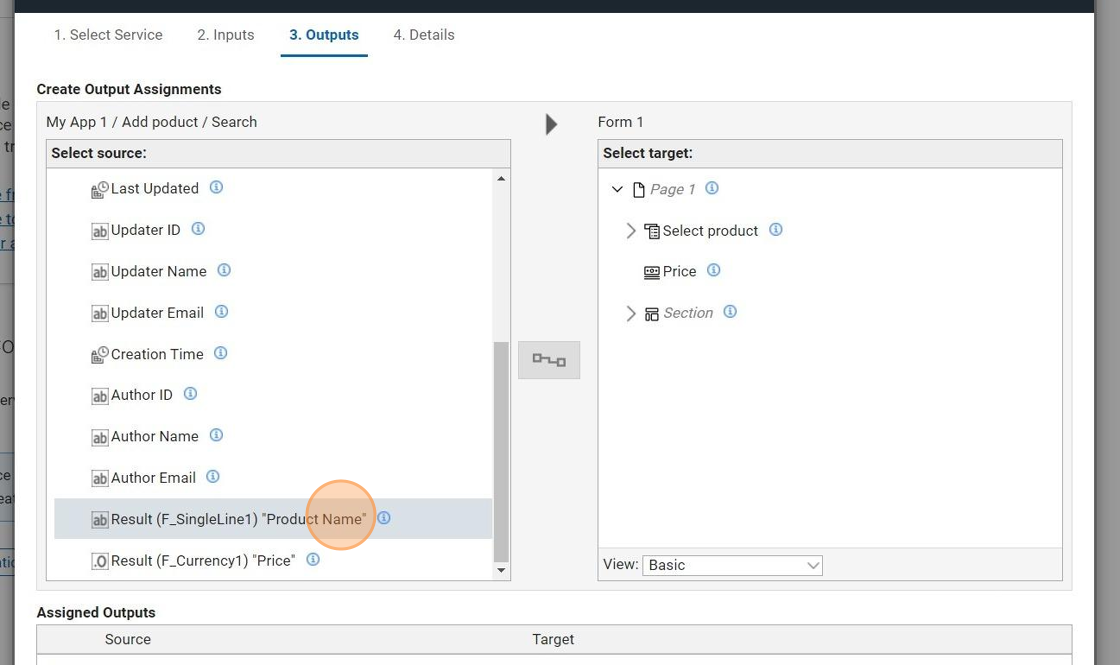 1. Select Service
2. Inputs
3. Outputs
4. Details
Create Output Assignments
My App 1 / Add poduct / Search
Form 1
Select source:
Last Updated
Updater ID
Updater Name
Updater Email
Creation Time
Author ID
Author Name
Author Email
Result (F_SingleLine1) "Product Name"
Result (F_Currency1) "Price"
Select target:
Page 1
Select product
Price
Section
View: Basic
Assigned Outputs
Source
Target